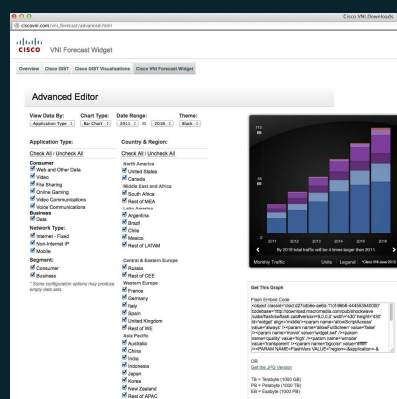 Cisco VNI Downloads
ciscovni.com/vni_forecast/advanced.html
CISCO VNI Forecast Widget
Overview Cisco GIST Cisco GIST Visualizations Cisco VNI Forecast Widget
Advanced Editor
View Data By: Chart Type: Date Range: Theme:
Application Type Bar Chart 2011 to 2016 Black
Application Type:
Check All / Uncheck All
Consumer
Web and Other Data
Video
File Sharing
Online Gaming
Video Communications
Voice Communications
Business
Data
Network Type:
Internet - Fixed
Non-Internet IP
Mobile
Segment:
Consumer
Business
* Some configuration options may produce
empty data sets.
Country & Region:
Check All / Uncheck All
North America
United States
Canada
Middle East and Africa
South Africa
Rest of MEA
Latin America
Argentina
Brazil
Chile
Mexico
Rest of LATAM
Central & Eastern Europe
Russia
Rest of CEE
Western Europe
France
Germany
Italy
Spain
United Kingdom
Rest of WE
Asia Pacific
Australia
China
India
Indonesia
Japan
Korea
New Zealand
Rest of APAC
110
EB
55
EB
0
2011 2012 2013 2014 2015 2016
By 2016 total traffic will be 4 times larger than 2011.
Monthly Traffic Units Legend *Cisco VNI June 2012
Get This Graph
Flash Embed Code
OR
Get the JPG Version
TB = Terabyte (1000 GB)
PB = Petabyte (1000 TB)
EB = Exabyte (1000 PB)